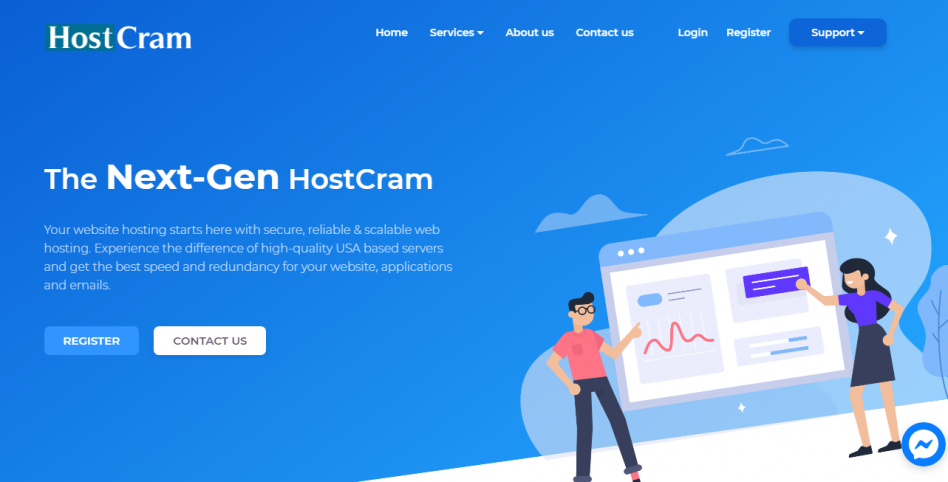 HostCram
Home Services About us Contact us Login Register Support
The Next-Gen HostCram
Your website hosting starts here with secure, reliable & scalable web
hosting. Experience the difference of high-quality USA based servers
and get the best speed and redundancy for your website, applications
and emails.
REGISTER CONTACT US